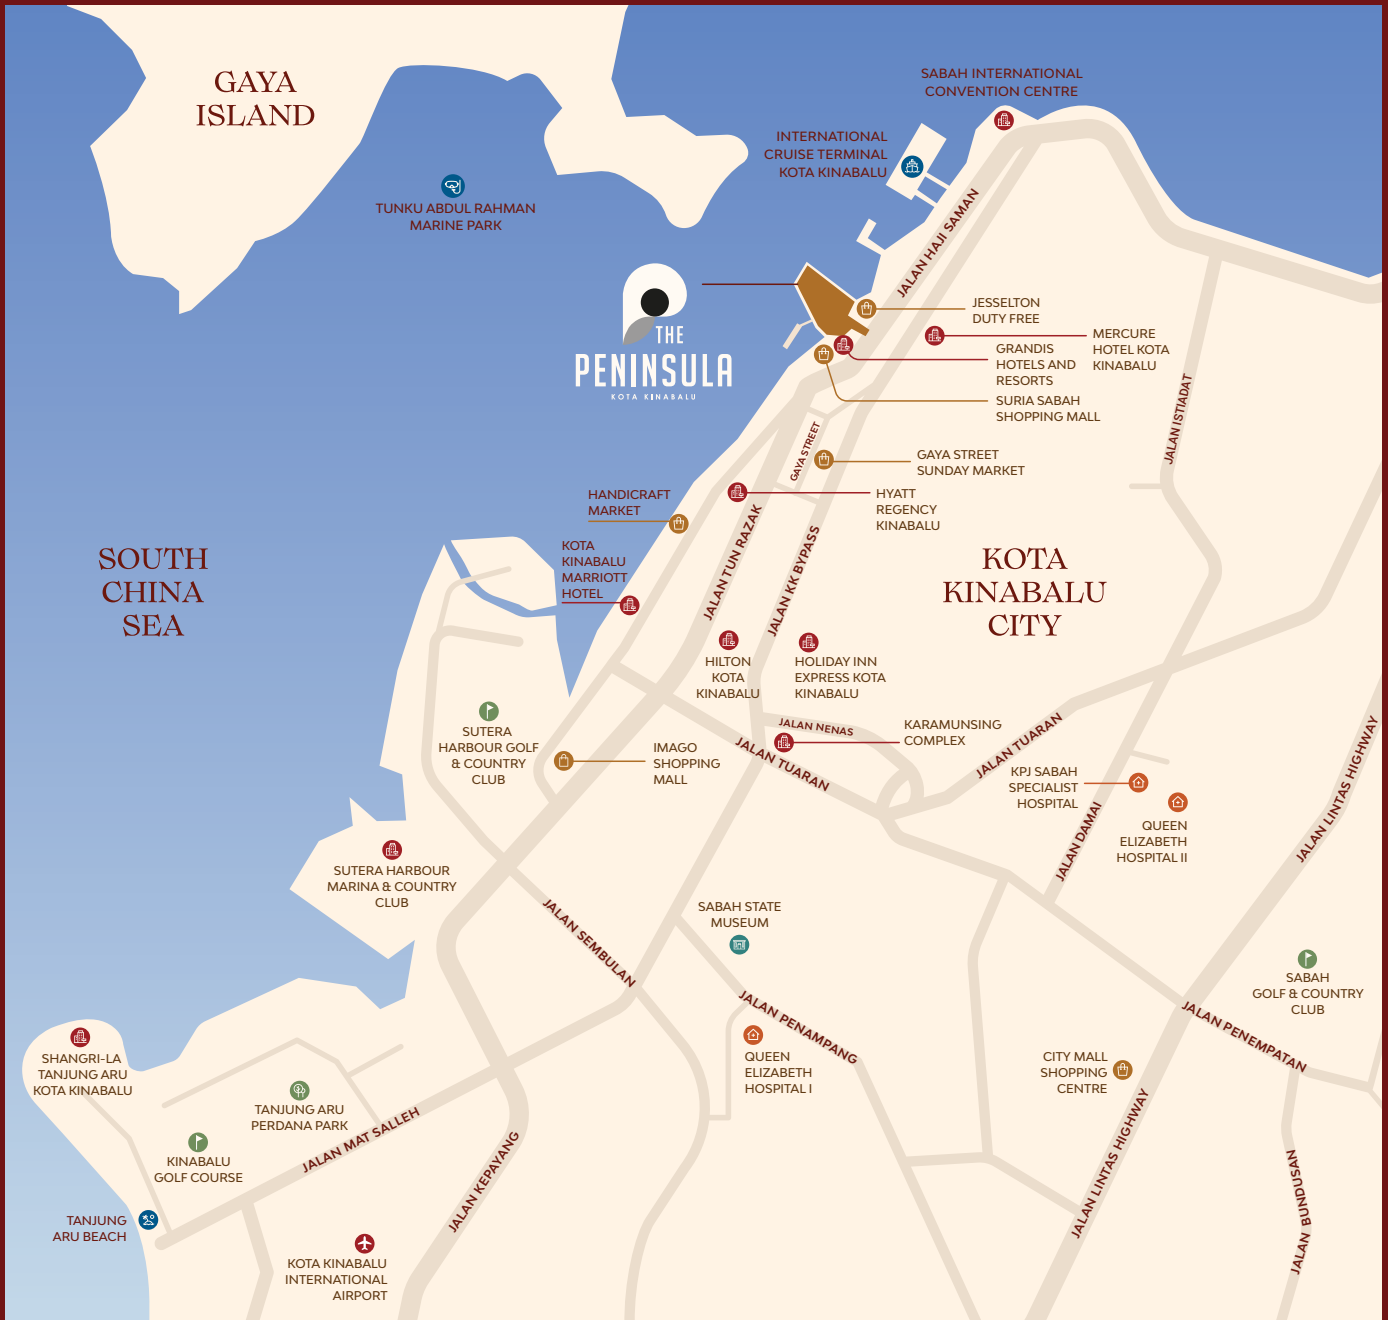 GAYA
ISLAND
SABAH INTERNATIONAL
CONVENTION CENTRE
INTERNATIONAL
CRUISE TERMINAL
KOTA KINABALU
TUNKU ABDUL RAHMAN
MARINE PARK
JALAN HAJI SAMAN
THE
PENINSULA
KOTA KINABALU
JESSELTON
DUTY FREE
MERCURE
HOTEL KOTA
KINABALU
GRANDIS
HOTELS AND
RESORTS
SURIA SABAH
SHOPPING MALL
JALAN ISTIADAT
GAYA STREET
GAYA STREET
SUNDAY MARKET
HANDICRAFT
MARKET
HYATT
REGENCY
KINABALU
KOTA
KINABALU
MARRIOTT
HOTEL
JALAN TUN RAZAK
JALAN KK BYPASS
SOUTH
CHINA
SEA
KOTA
KINABALU
CITY
HILTON
KOTA
KINABALU
HOLIDAY INN
EXPRESS KOTA
KINABALU
SUTERA
HARBOUR GOLF
& COUNTRY
CLUB
IMAGO
SHOPPING
MALL
JALAN NENAS
KARAMUNSING
COMPLEX
JALAN TUARAN
JALAN TUARAN
KPJ SABAH
SPECIALIST
HOSPITAL
JALAN DAMAI
QUEEN
ELIZABETH
HOSPITAL II
JALAN LINTAS HIGHWAY
SUTERA HARBOUR
MARINA & COUNTRY
CLUB
JALAN SEMBULAN
SABAH STATE
MUSEUM
JALAN PENAMPANG
SABAH
GOLF & COUNTRY
CLUB
JALAN PENEMPATAN
SHANGRI-LA
TANJUNG ARU
KOTA KINABALU
QUEEN
ELIZABETH
HOSPITAL I
CITY MALL
SHOPPING
CENTRE
TANJUNG ARU
PERDANA PARK
JALAN MAT SALLEH
KINABALU
GOLF COURSE
JALAN KEPAYANG
JALAN LINTAS HIGHWAY
JALAN BUNDUSAN
TANJUNG
ARU BEACH
KOTA KINABALU
INTERNATIONAL
AIRPORT